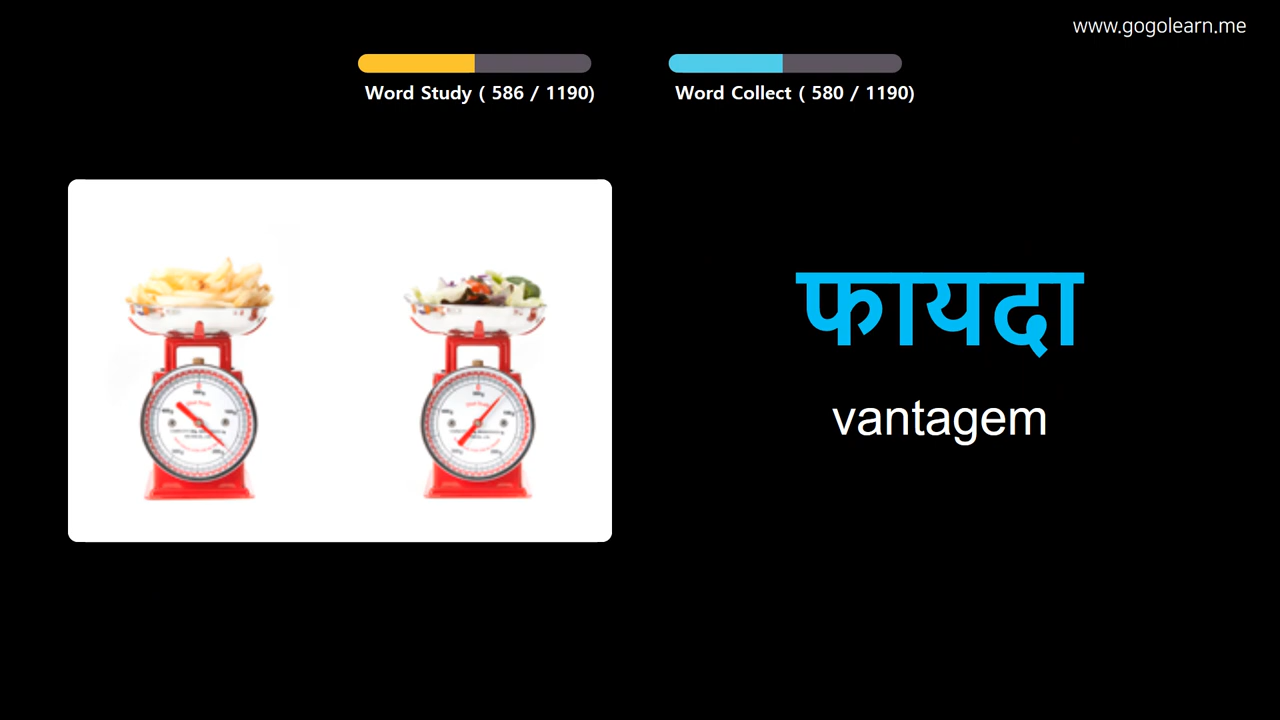 www.gogolearn.me
Word Study ( 586 / 1190)
Word Collect ( 580 / 1190)
फायदा
vantagem